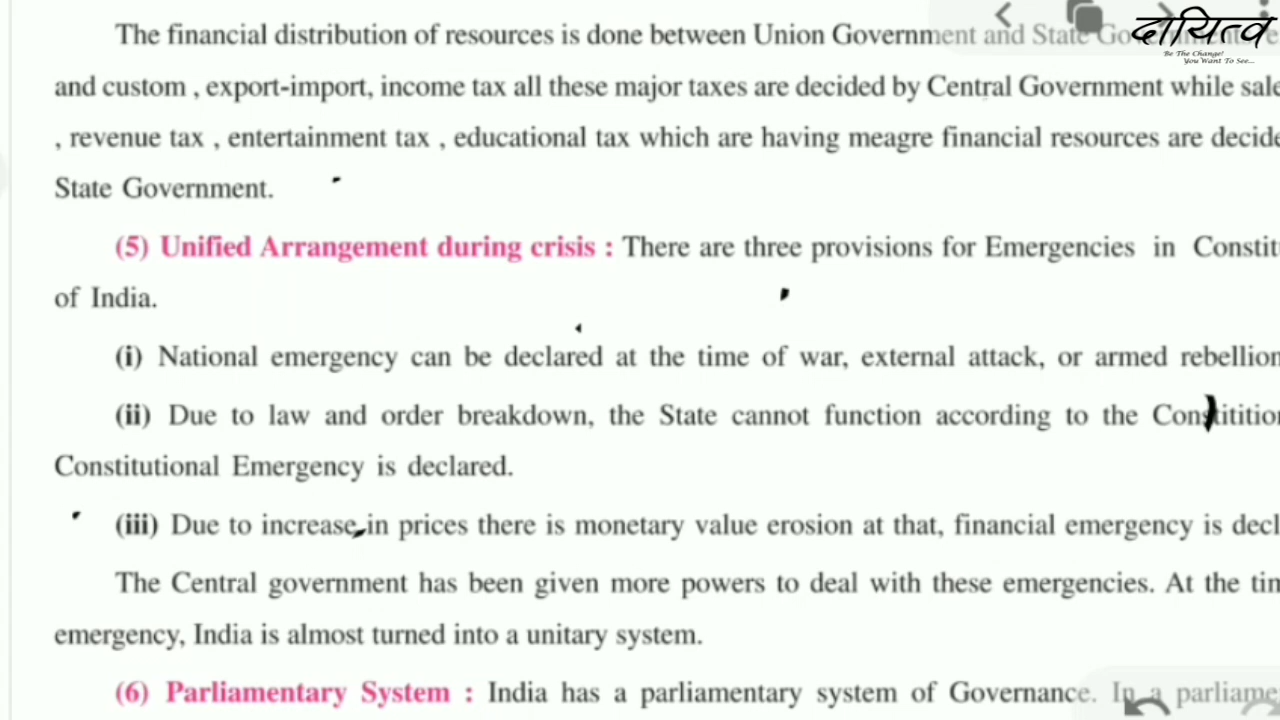 The financial distribution of resources is done between Union Government and State
दायित्व
Be The Change!
You Want To See...
and custom , export-import, income tax all these major taxes are decided by Central Government while sale
, revenue tax , entertainment tax , educational tax which are having meagre financial resources are decide
State Government.
(5) Unified Arrangement during crisis : There are three provisions for Emergencies in Constit
of India.
(i) National emergency can be declared at the time of war, external attack, or armed rebellion
(ii) Due to law and order breakdown, the State cannot function according to the
Constitutional Emergency is declared.
(iii) Due to increase in prices there is monetary value erosion at that, financial emergency is decl
The Central government has been given more powers to deal with these emergencies. At the tim
emergency, India is almost turned into a unitary system.
(6) Parliamentary System : India has a parliamentary system of Governance. In a parliame